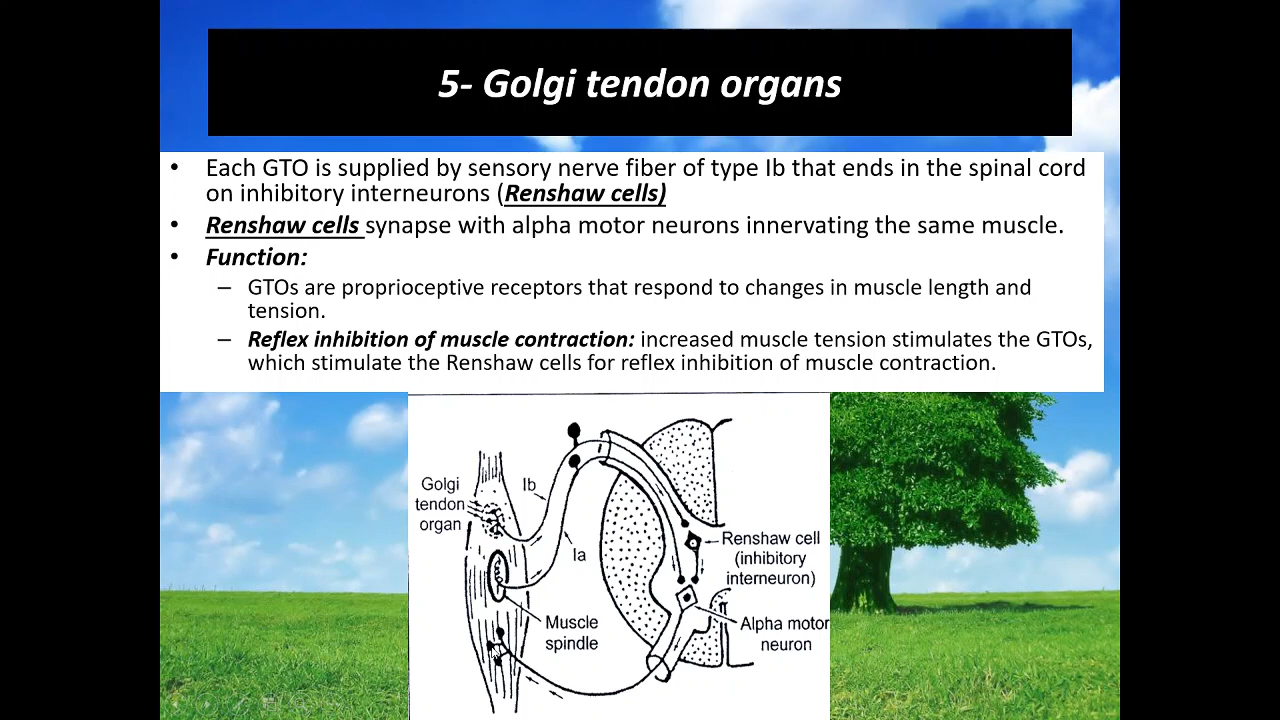 5- Golgi tendon organs
• Each GTO is supplied by sensory nerve fiber of type Ib that ends in the spinal cord
on inhibitory interneurons (Renshaw cells)
• Renshaw cells synapse with alpha motor neurons innervating the same muscle.
• Function:
– GTOs are proprioceptive receptors that respond to changes in muscle length and
tension.
– Reflex inhibition of muscle contraction: increased muscle tension stimulates the GTOs,
which stimulate the Renshaw cells for reflex inhibition of muscle contraction.
Golgi
tendon
organ
Ib
Ia
Renshaw cell
(inhibitory
interneuron)
Muscle
spindle
Alpha motor
neuron